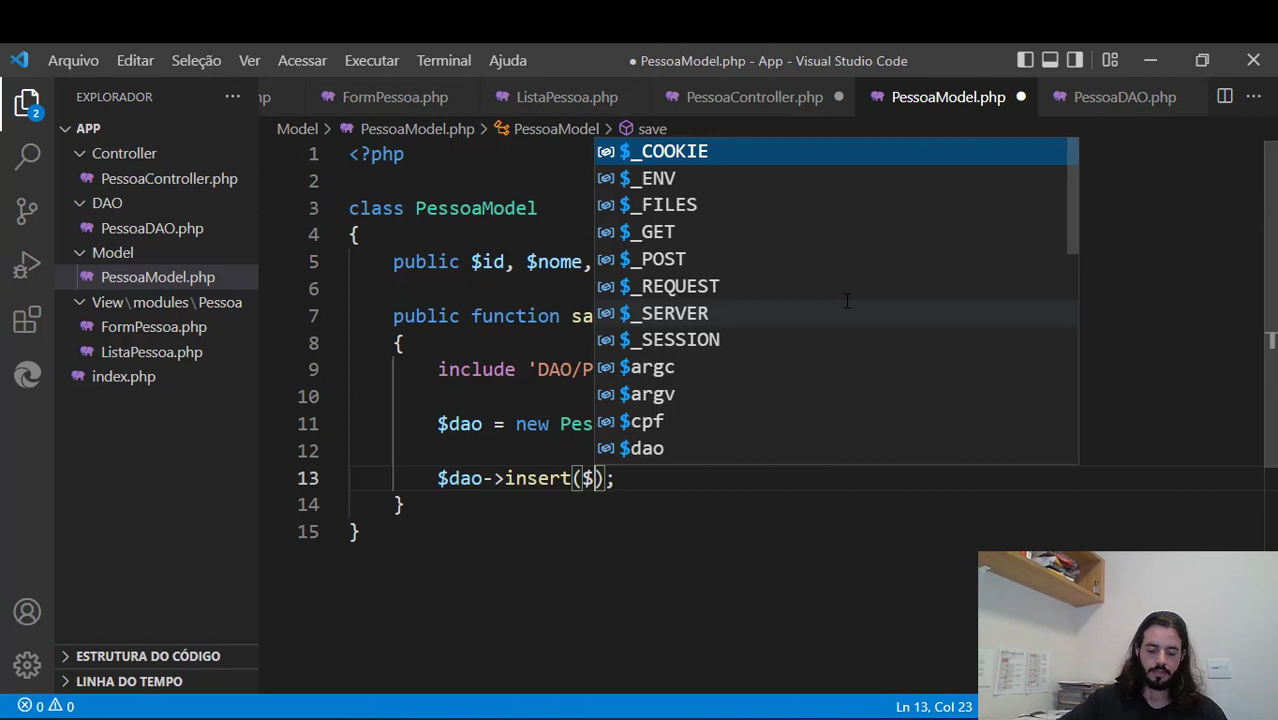 Arquivo Editar Seleção Ver Acessar Executar Terminal Ajuda
● PessoaModel.php - App - Visual Studio Code
EXPLORADOR
hp
FormPessoa.php
ListaPessoa.php
PessoaController.php
PessoaModel.php
PessoaDAO.php
2
APP
Controller
PessoaController.php
DAO
PessoaDAO.php
Model
PessoaModel.php
View\modules\Pessoa
FormPessoa.php
ListaPessoa.php
index.php
ESTRUTURA DO CÓDIGO
LINHA DO TEMPO
Model > PessoaModel.php > PessoaModel > save
1 <?php
2
3 class PessoaModel
4 {
5 public $id, $nome,
6
7 public function sa
8 {
9 include 'DAO/P
10
11 $dao = new Pes
12
13 $dao->insert($);
14 }
15 }
$_COOKIE
$_ENV
$_FILES
$_GET
$_POST
$_REQUEST
$_SERVER
$_SESSION
$argc
$argv
$cpf
$dao
0 0
Ln 13, Col 23